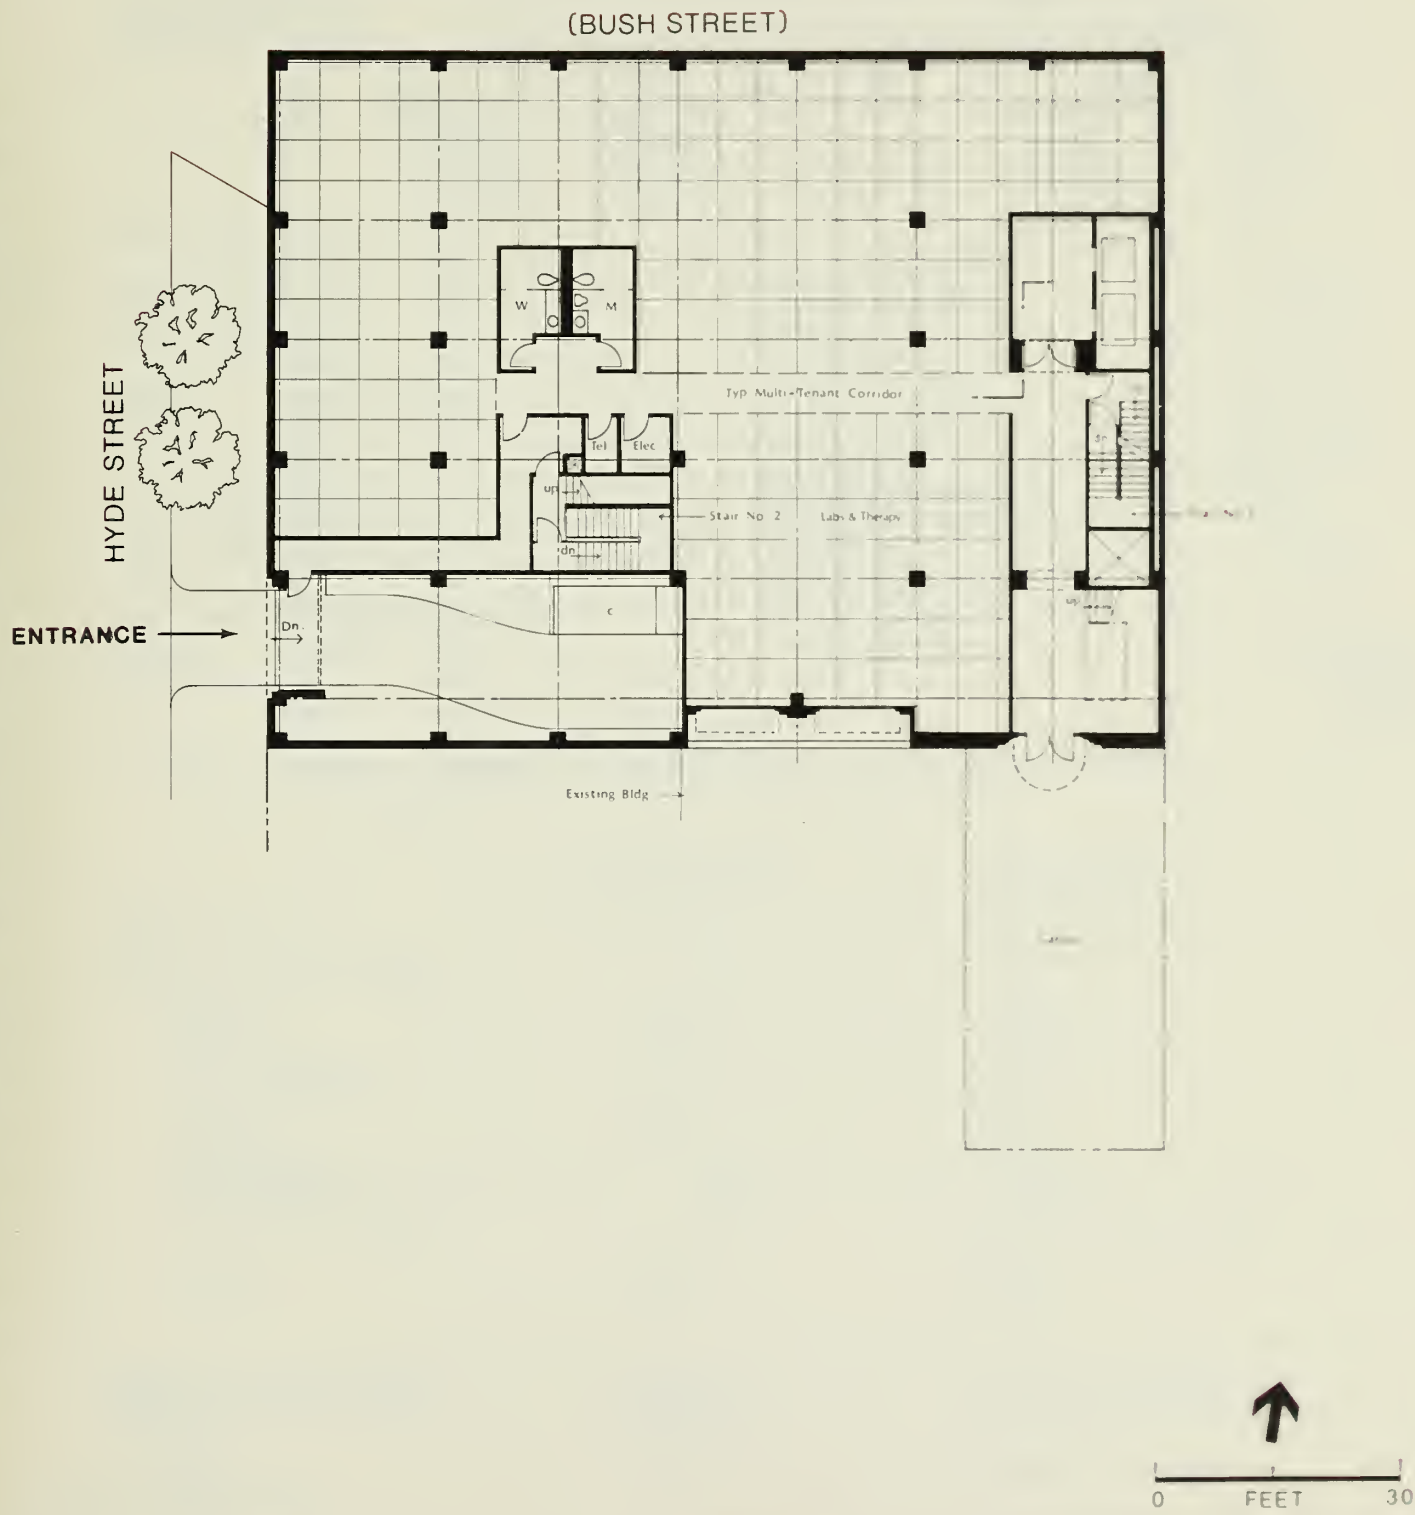 (BUSH STREET)
W
M
Typ Multi-Tenant Corridor
HYDE STREET
Tel
Elec
dn
up
Stair No 2
Labs & Therapy
dn
C
up
ENTRANCE
Dn.
Existing Bldg
0
FEET
30